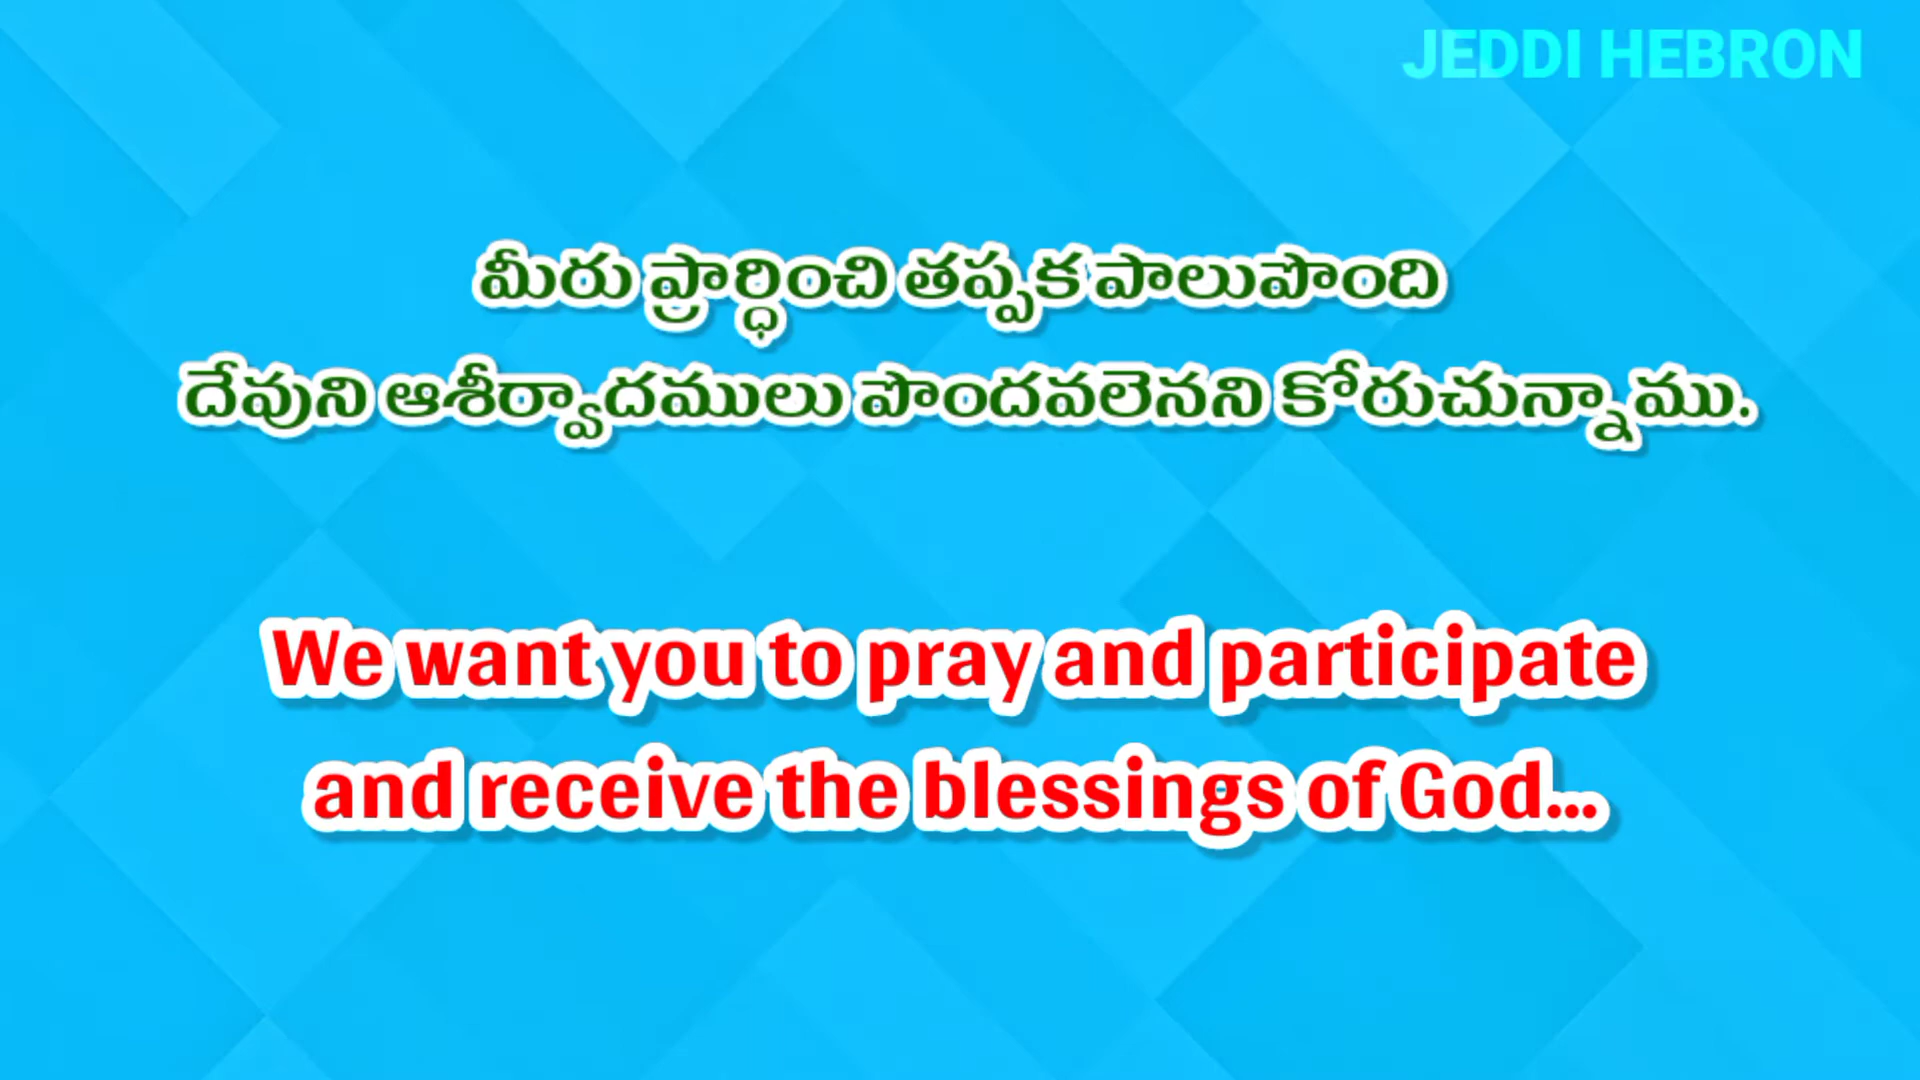 JEDDI HEBRON
మీరు ప్రార్ధించి తప్పక పాలుపొంది
దేవుని ఆశీర్వాదములు పొందవలెనని కోరుచున్నాము.
We want you to pray and participate
and receive the blessings of God...